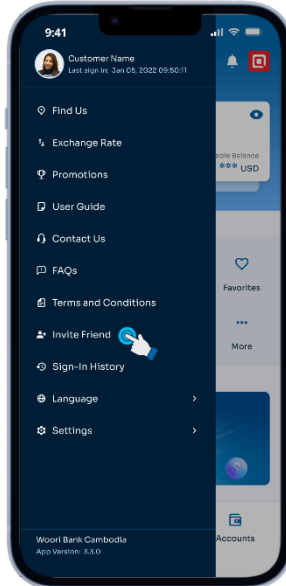 9:41
Customer Name
Last sign in: Jan 05, 2022 09:50:11
Find Us
Exchange Rate
Promotions
User Guide
Contact Us
FAQs
Terms and Conditions
Invite Friend
Sign-In History
Language
Settings
Woori Bank Cambodia
App Version: 3.3.0
Balance
*** USD
Favorites
More
Accounts